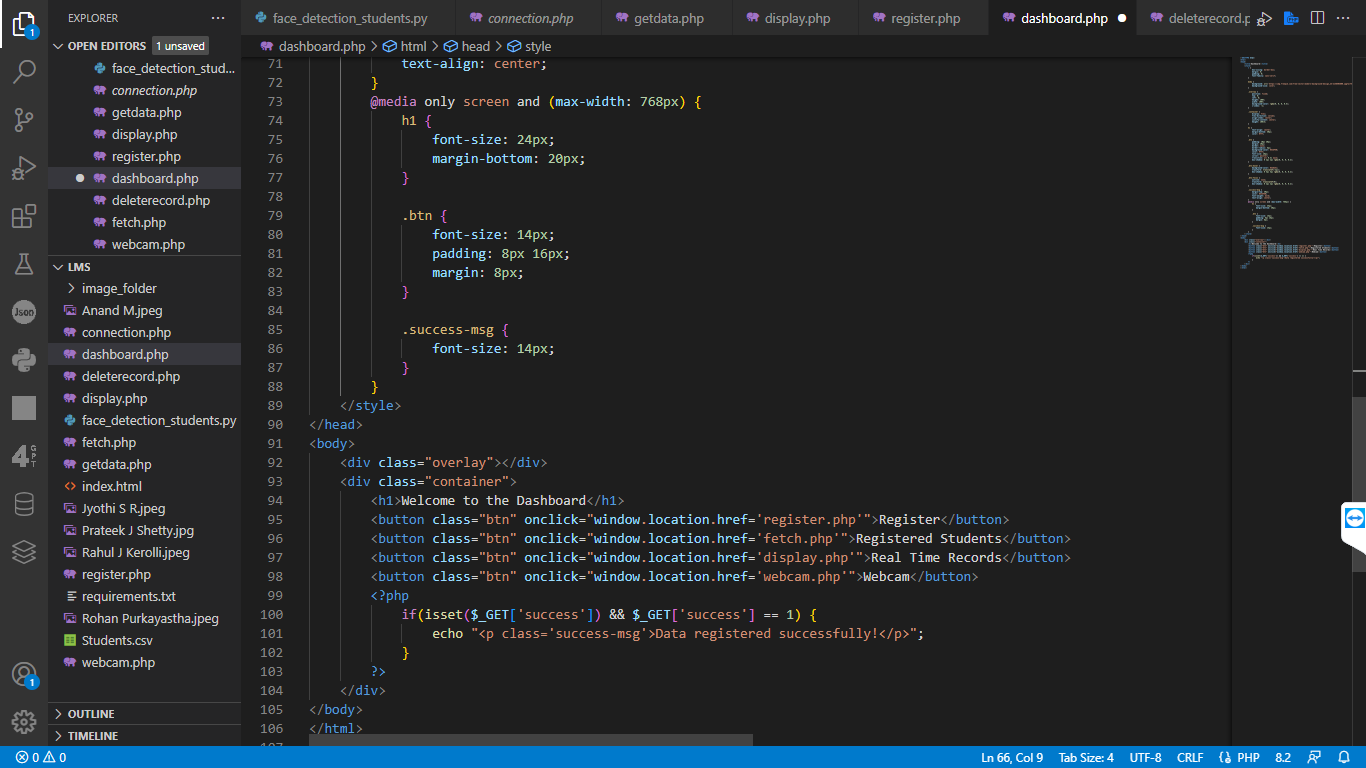 1
EXPLORER
···
OPEN EDITORS 1 unsaved
face_detection_stud...
connection.php
getdata.php
display.php
register.php
dashboard.php
deleterecord.php
fetch.php
webcam.php
LMS
image_folder
Anand M.jpeg
connection.php
dashboard.php
deleterecord.php
display.php
face_detection_students.py
fetch.php
getdata.php
index.html
Jyothi S R.jpeg
Prateek J Shetty.jpg
Rahul J Kerolli.jpeg
register.php
requirements.txt
Rohan Purkayastha.jpeg
Students.csv
webcam.php
OUTLINE
TIMELINE
Json
4 GPT
1
face_detection_students.py connection.php getdata.php display.php register.php dashboard.php deleterecord.p
dashboard.php > html > head > style
71 text-align: center;
72 }
73 @media only screen and (max-width: 768px) {
74 h1 {
75 font-size: 24px;
76 margin-bottom: 20px;
77 }
78
79 .btn {
80 font-size: 14px;
81 padding: 8px 16px;
82 margin: 8px;
83 }
84
85 .success-msg {
86 font-size: 14px;
87 }
88 }
89 </style>
90 </head>
91 <body>
92 <div class="overlay"></div>
93 <div class="container">
94 <h1>Welcome to the Dashboard</h1>
95 <button class="btn" onclick="window.location.href='register.php'">Register</button>
96 <button class="btn" onclick="window.location.href='fetch.php'">Registered Students</button>
97 <button class="btn" onclick="window.location.href='display.php'">Real Time Records</button>
98 <button class="btn" onclick="window.location.href='webcam.php'">Webcam</button>
99 <?php
100 if(isset($_GET['success']) && $_GET['success'] == 1) {
101 echo "<p class='success-msg'>Data registered successfully!</p>";
102 }
103 ?>
104 </div>
105 </body>
106 </html>
0 0 Ln 66, Col 9 Tab Size: 4 UTF-8 CRLF PHP 8.2